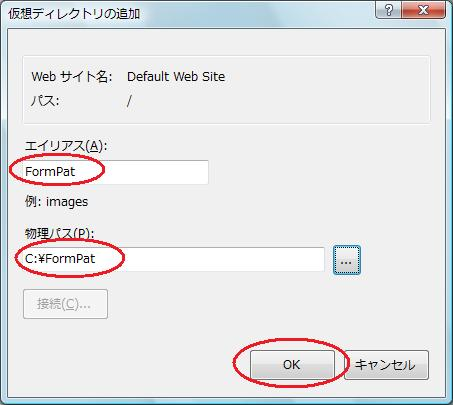 仮想ディレクトリの追加
Web サイト名: Default Web Site
パス: /
エイリアス(A):
FormPat
例: images
物理パス(P):
C:¥FormPat
...
接続(C)...
OK キャンセル